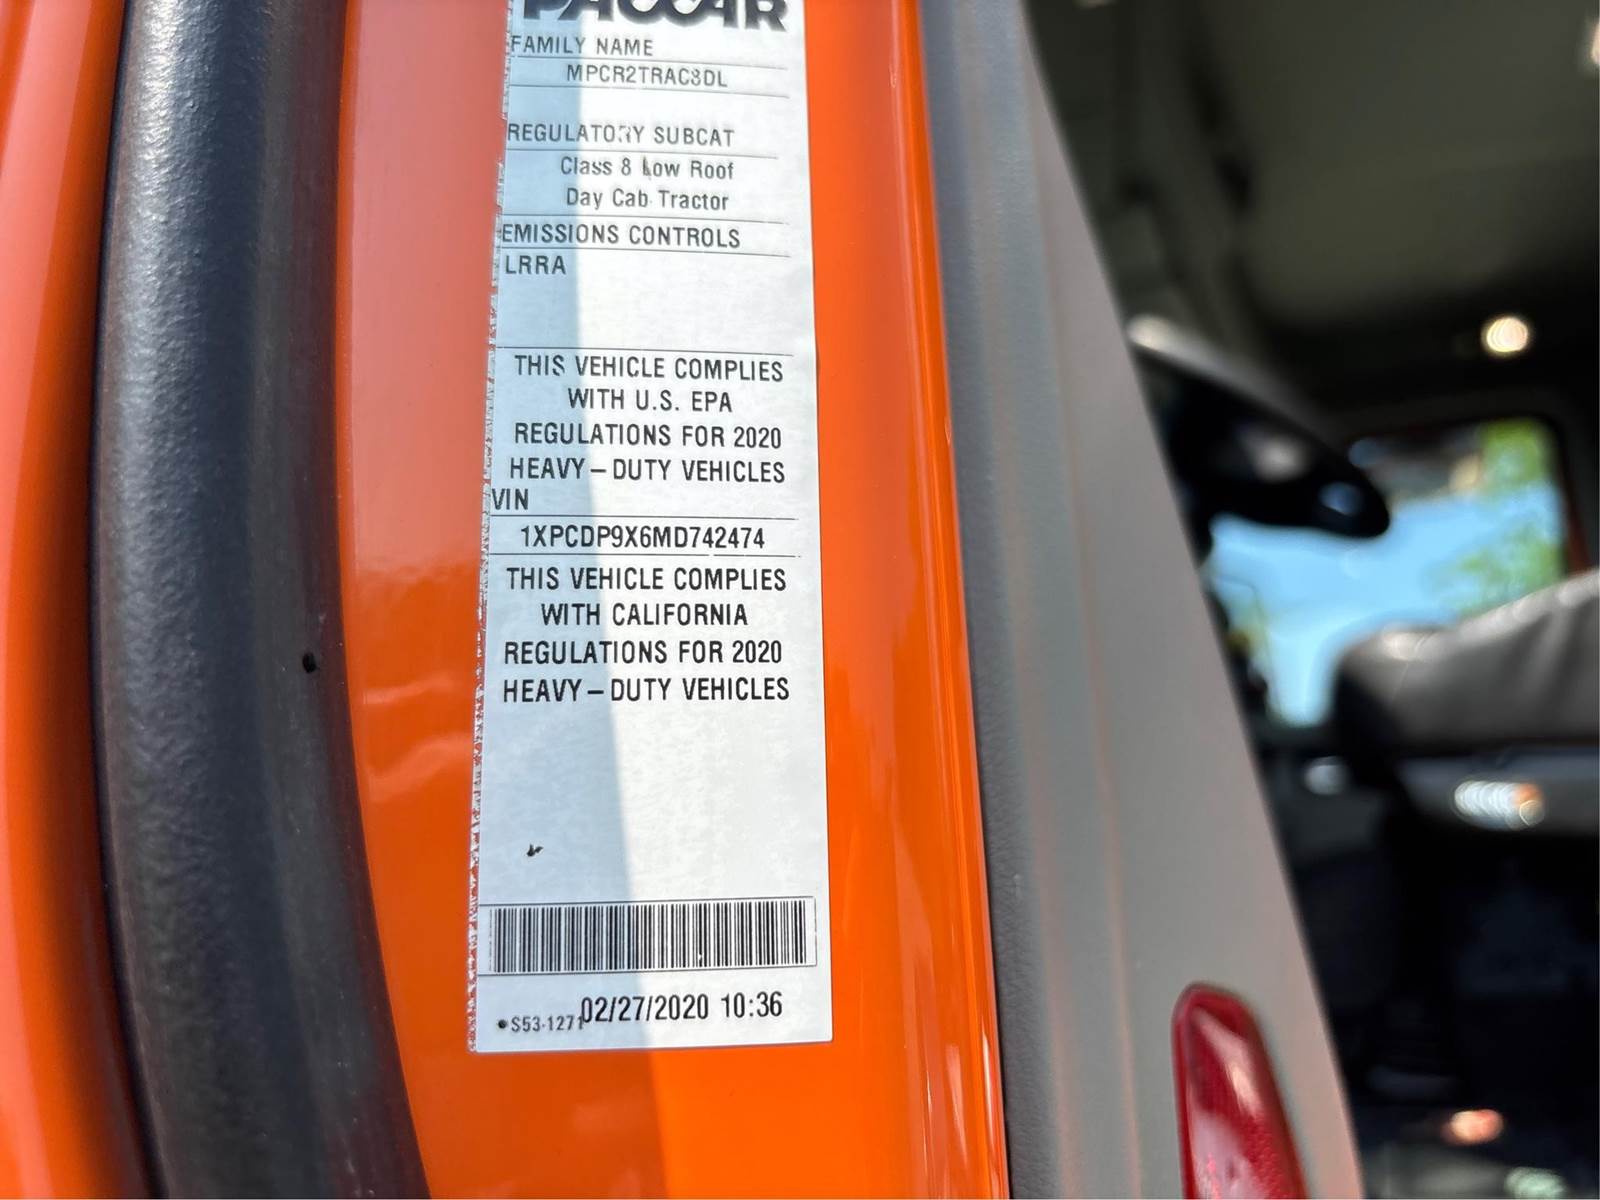 PACCAR
FAMILY NAME
MPCR2TRAC3DL
REGULATORY SUBCAT
Class 8 Low Roof
Day Cab Tractor
EMISSIONS CONTROLS
LRRA
THIS VEHICLE COMPLIES
WITH U.S. EPA
REGULATIONS FOR 2020
HEAVY-DUTY VEHICLES
VIN
1XPCDP9X6MD742474
THIS VEHICLE COMPLIES
WITH CALIFORNIA
REGULATIONS FOR 2020
HEAVY-DUTY VEHICLES
S53-1271 02/27/2020 10:36